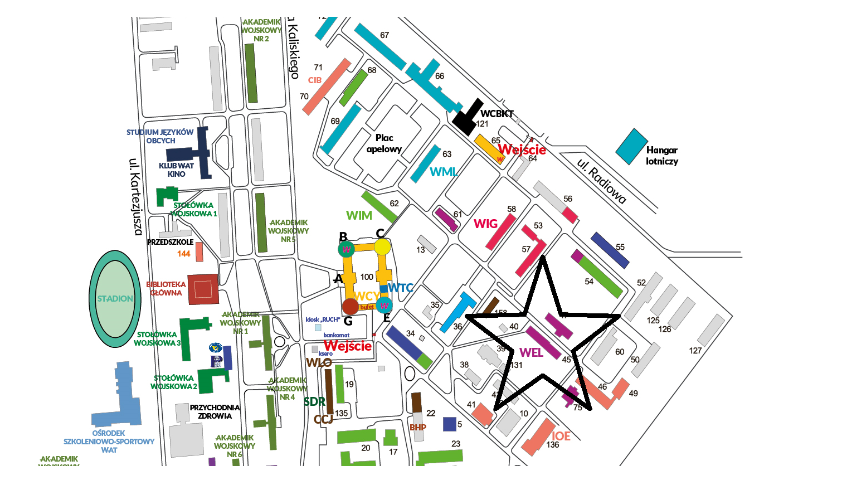 AKADEMIK
WOJSKOWY
NR 2
Kaliskiego
67
71
CIB
70
68
66
69
Plac
apelowy
WCBKT
121
65
Wejście
64
63
WML
Hangar
lotniczy
ul. Radiowa
STUDIUM JĘZYKÓW
OBCYCH
KLUB WAT
KINO
ul. Kartezjusza
STOŁÓWKA
WOJSKOWA 1
PRZEDSZKOLE
144
AKADEMIK
WOJSKOWY
NR 5
WIM
62
61
58
WIG
53
57
56
55
54
52
13
B
C
A
100
WTC
WCY
bufet
G
E
BIBLIOTEKA
GŁÓWNA
STADION
AKADEMIK
WOJSKOWY
NR 1
kiosk „RUCH"
bankomat
Wejście
ksero
WLO
34
35
36
158
40
WEL
45
125
126
127
STOŁÓWKA
WOJSKOWA 3
STOŁÓWKA
WOJSKOWA 2
AKADEMIK
WOJSKOWY
NR 4
SDR
CCJ
19
135
38
39
131
60
50
46
49
75
PRZYCHODNIA
ZDROWIA
OŚRODEK
SZKOLENIOWO-SPORTOWY
WAT
AKADEMIK
WOJSKOWY
NR 6
22
BHP
5
41
10
IOE
136
20
17
23
AKADEMIK